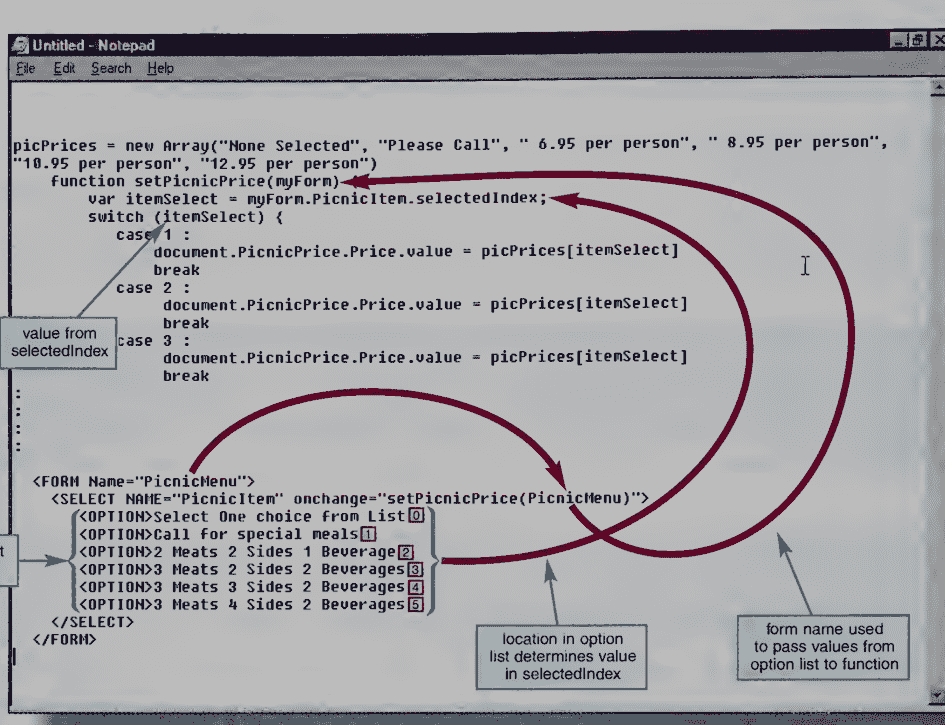 Untitled - Notepad
File Edit Search Help
picPrices = new Array("None Selected", "Please Call", " 6.95 per person", " 8.95 per person",
"10.95 per person", "12.95 per person")
function setPicnicPrice(myForm)
var itemSelect = myForm.PicnicItem.selectedIndex;
switch (itemSelect) {
case 1 :
document.PicnicPrice.Price.value = picPrices[itemSelect]
break
case 2 :
document.PicnicPrice.Price.value = picPrices[itemSelect]
break
value from
selectedIndex
case 3 :
document.PicnicPrice.Price.value = picPrices[itemSelect]
break
:
:
:
:
<FORM Name="PicnicMenu">
<SELECT NAME="PicnicItem" onchange="setPicnicPrice(PicnicMenu)">
<OPTION>Select One choice from List 0
<OPTION>Call for special meals 1
<OPTION>2 Meats 2 Sides 1 Beverage 2
<OPTION>3 Meats 2 Sides 2 Beverages 3
<OPTION>3 Meats 3 Sides 2 Beverages 4
<OPTION>3 Meats 4 Sides 2 Beverages 5
</SELECT>
</FORM>
location in option
list determines value
in selectedIndex
form name used
to pass values from
option list to function